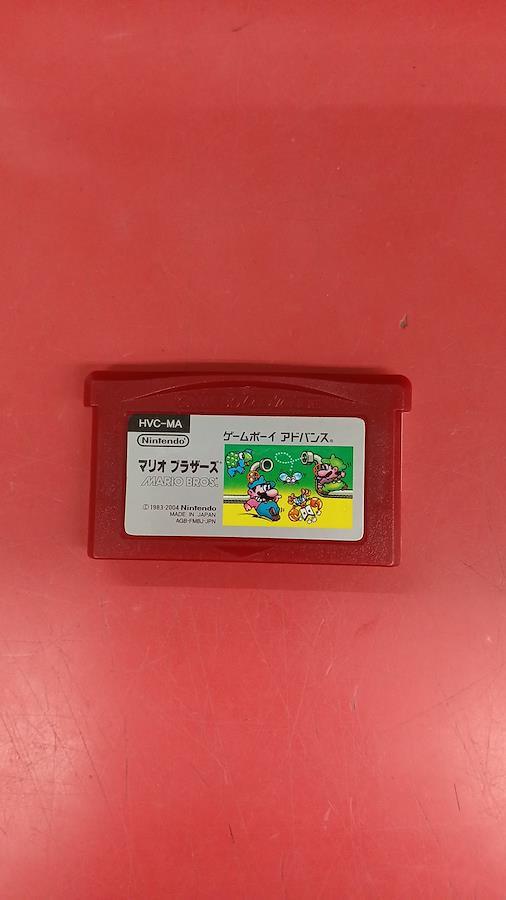 HVC-MA
Nintendo
ゲームボーイ アドバンス
マリオ ブラザーズ
MARIO BROS.
© 1983-2004 Nintendo
MADE IN JAPAN
AGB-FMBJ-JPN